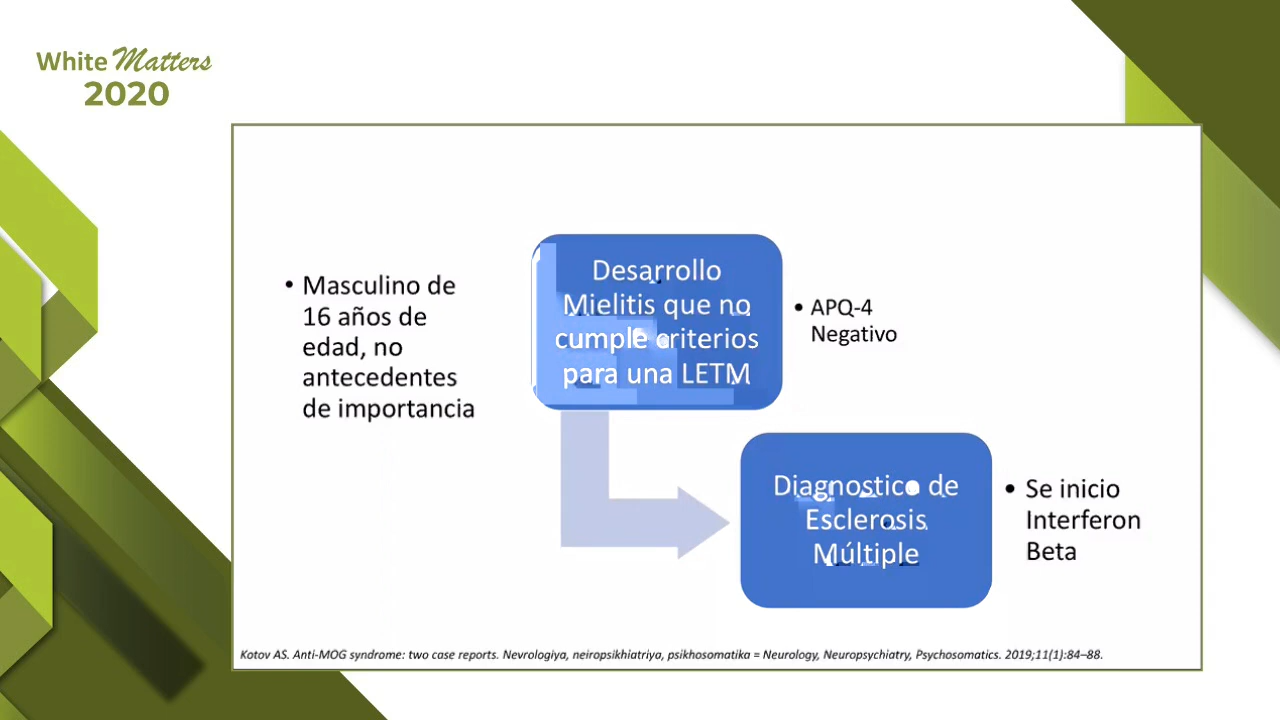 White Matters
2020
• Masculino de
16 años de
edad, no
antecedentes
de importancia
Desarrollo
Mielitis que no
cumple criterios
para una LETM
• APQ-4
Negativo
Diagnostico de
Esclerosis
Múltiple
• Se inicio
Interferon
Beta
Kotov AS. Anti-MOG syndrome: two case reports. Nevrologiya, neiropsikhiatriya, psikhosomatika = Neurology, Neuropsychiatry, Psychosomatics. 2019;11(1):84–88.